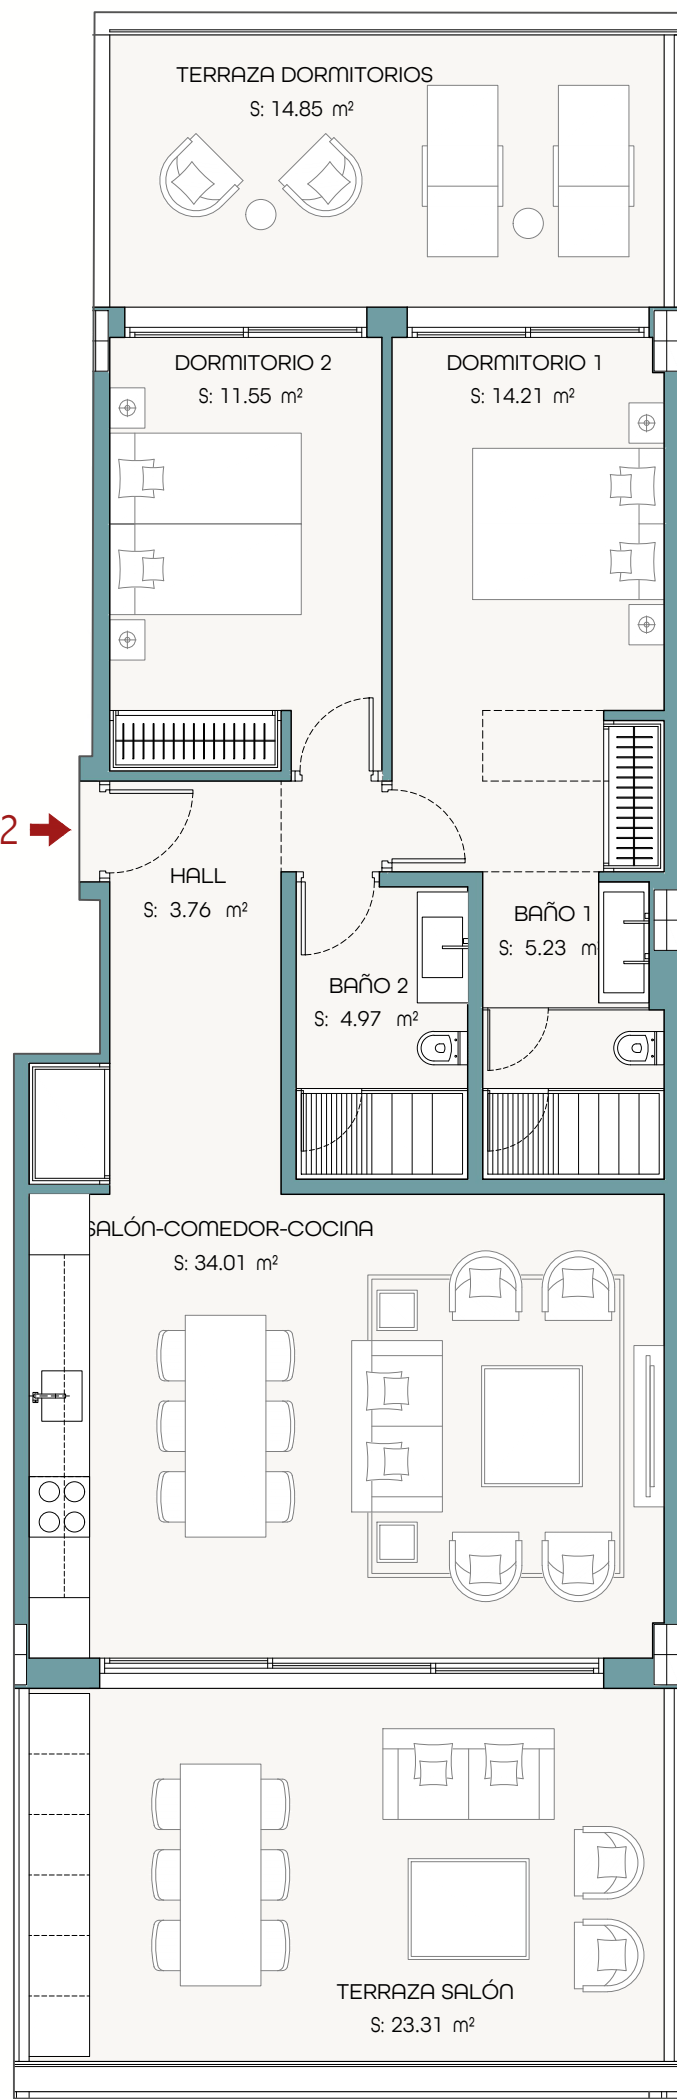 TERRAZA DORMITORIOS
S: 14.85 m²
DORMITORIO 2
S: 11.55 m²
DORMITORIO 1
S: 14.21 m²
2
HALL
S: 3.76 m²
BAÑO 1
S: 5.23 m
BAÑO 2
S: 4.97 m²
SALÓN-COMEDOR-COCINA
S: 34.01 m²
TERRAZA SALÓN
S: 23.31 m²